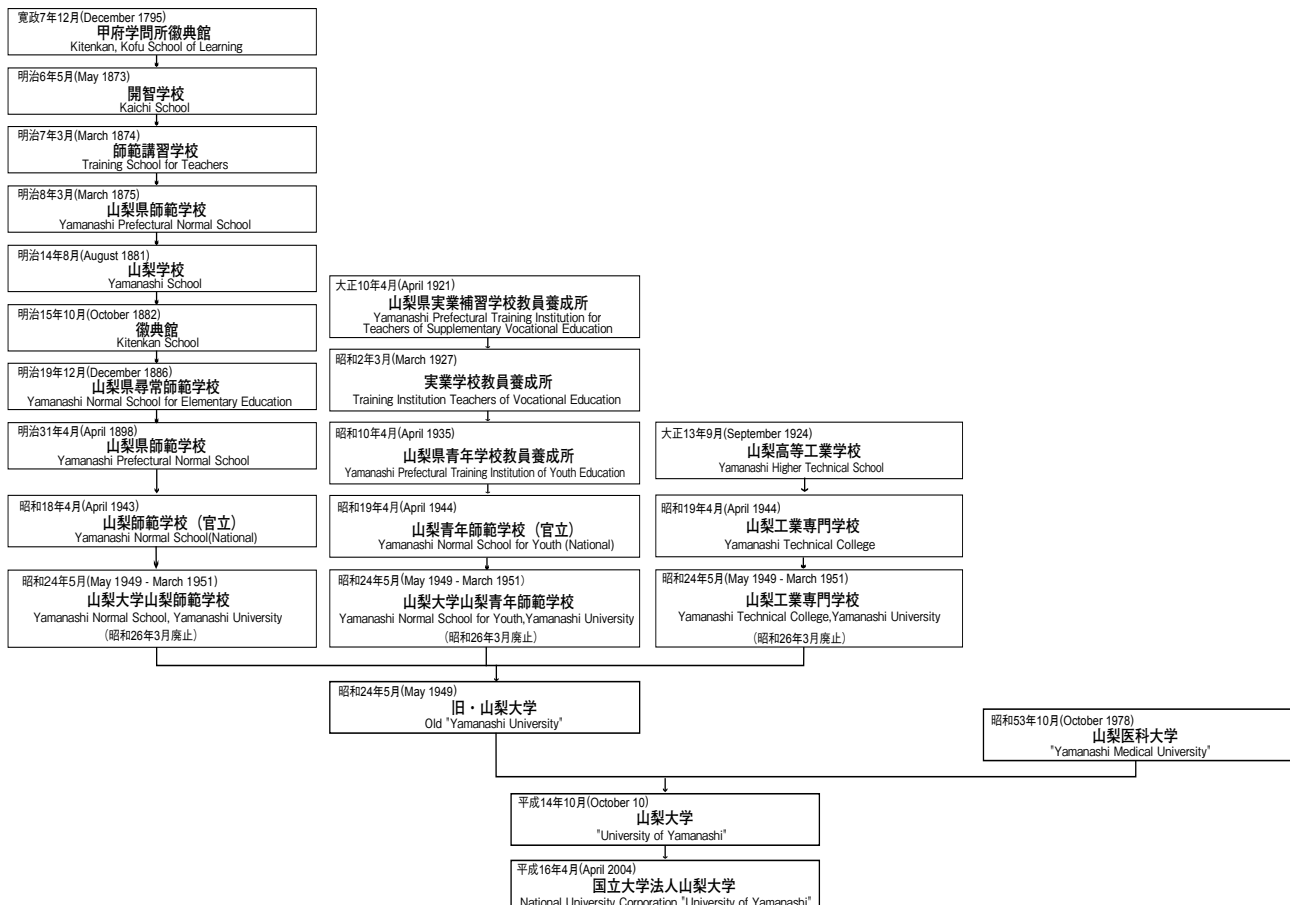 寛政7年12月(December 1795)
甲府学問所徽典館
Kitenkan, Kofu School of Learning
明治6年5月(May 1873)
開智学校
Kaichi School
明治7年3月(March 1874)
師範講習学校
Training School for Teachers
明治8年3月(March 1875)
山梨県師範学校
Yamanashi Prefectural Normal School
明治14年8月(August 1881)
山梨学校
Yamanashi School
明治15年10月(October 1882)
徽典館
Kitenkan School
明治19年12月(December 1886)
山梨県尋常師範学校
Yamanashi Normal School for Elementary Education
明治31年4月(April 1898)
山梨県師範学校
Yamanashi Prefectural Normal School
昭和18年4月(April 1943)
山梨師範学校（官立）
Yamanashi Normal School(National)
昭和24年5月(May 1949 - March 1951)
山梨大学山梨師範学校
Yamanashi Normal School, Yamanashi University
（昭和26年3月廃止）
大正10年4月(April 1921)
山梨県実業補習学校教員養成所
Yamanashi Prefectural Training Institution for
Teachers of Supplementary Vocational Education
昭和2年3月(March 1927)
実業学校教員養成所
Training Institution Teachers of Vocational Education
昭和10年4月(April 1935)
山梨県青年学校教員養成所
Yamanashi Prefectural Training Institution of Youth Education
昭和19年4月(April 1944)
山梨青年師範学校（官立）
Yamanashi Normal School for Youth (National)
昭和24年5月(May 1949 - March 1951)
山梨大学山梨青年師範学校
Yamanashi Normal School for Youth,Yamanashi University
（昭和26年3月廃止）
大正13年9月(September 1924)
山梨高等工業学校
Yamanashi Higher Technical School
昭和19年4月(April 1944)
山梨工業専門学校
Yamanashi Technical College
昭和24年5月(May 1949 - March 1951)
山梨工業専門学校
Yamanashi Technical College,Yamanashi University
（昭和26年3月廃止）
昭和24年5月(May 1949)
旧・山梨大学
Old "Yamanashi University"
昭和53年10月(October 1978)
山梨医科大学
"Yamanashi Medical University"
平成14年10月(October 10)
山梨大学
"University of Yamanashi"
平成16年4月(April 2004)
国立大学法人山梨大学
National University Corporation "University of Yamanashi"